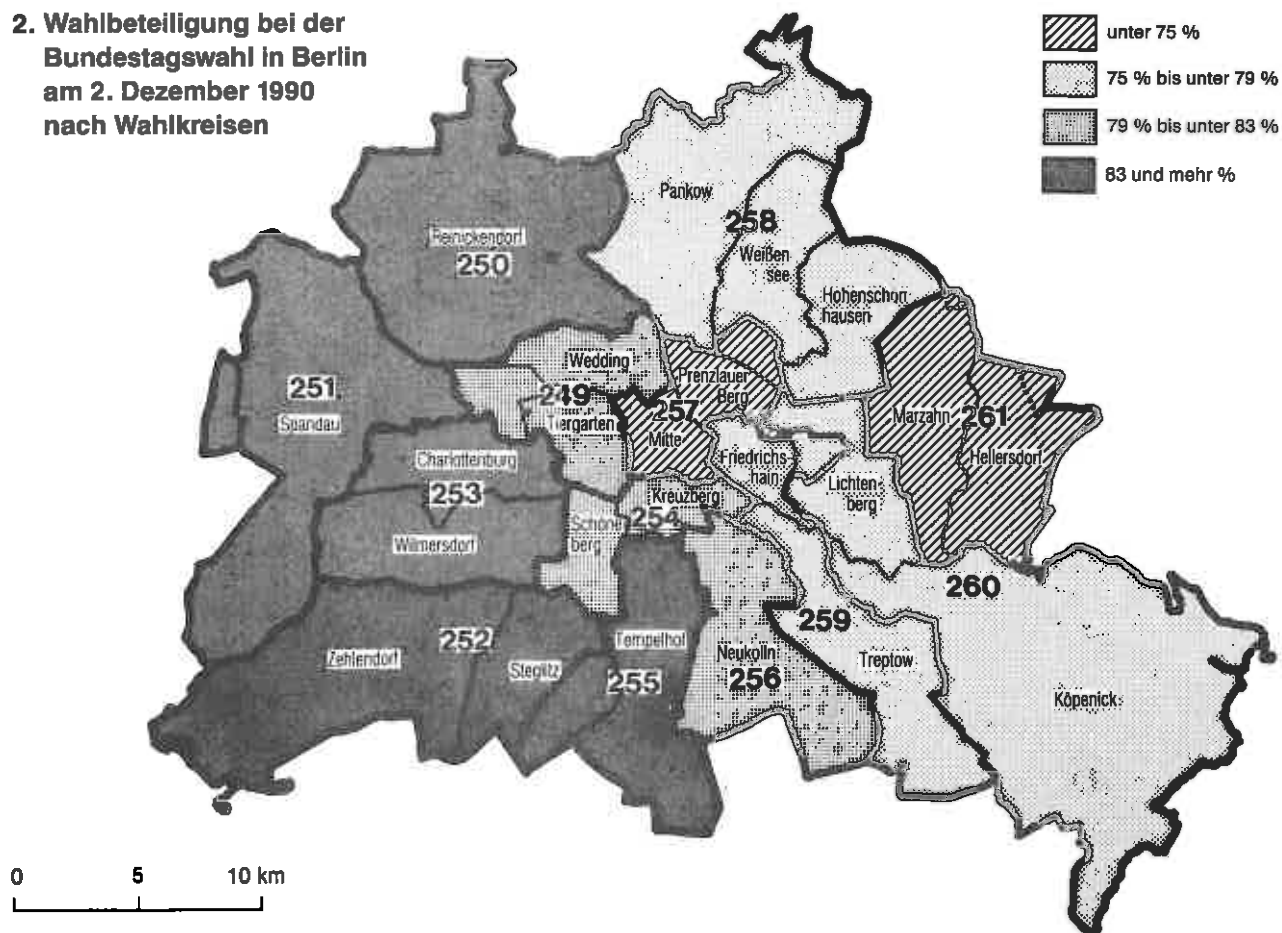 2. Wahlbeteiligung bei der
Bundestagswahl in Berlin
am 2. Dezember 1990
nach Wahlkreisen
unter 75 %
75 % bis unter 79 %
79 % bis unter 83 %
83 und mehr %
Pankow
258
Weißen
see
Reinickendorf
250
Hohenschon
hausen
Wedding
Prenzlauer
Berg
251
Spandau
249
Tiergarten
257
Mitte
Marzahn
261
Hellersdorf
Charlottenburg
Friedrichs
hain
253
Kreuzberg
Lichten
berg
254
Schöne
berg
Wilmersdorf
260
259
252
Tempelhof
Zehlendorf
Steglitz
Neukolln
Treptow
255
256
Köpenick
0 5 10 km